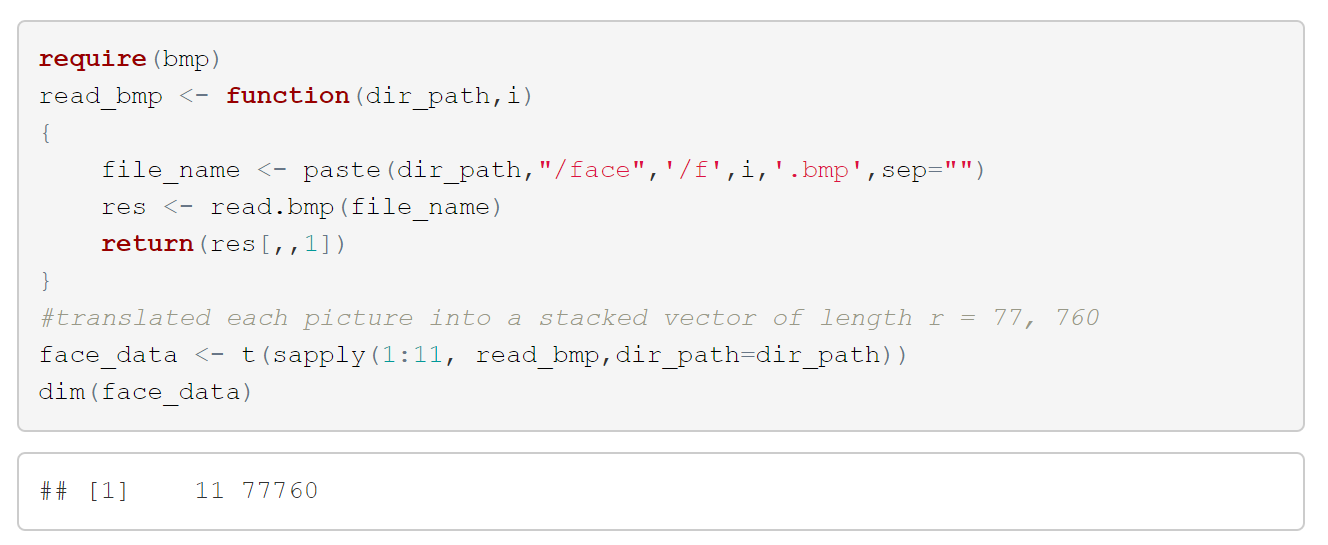 require(bmp)
read_bmp <- function(dir_path,i)
{
    file_name <- paste(dir_path,"/face",'/f',i,'.bmp',sep="")
    res <- read.bmp(file_name)
    return(res[,,1])
}
#translated each picture into a stacked vector of length r = 77, 760
face_data <- t(sapply(1:11, read_bmp,dir_path=dir_path))
dim(face_data)
## [1]    11 77760